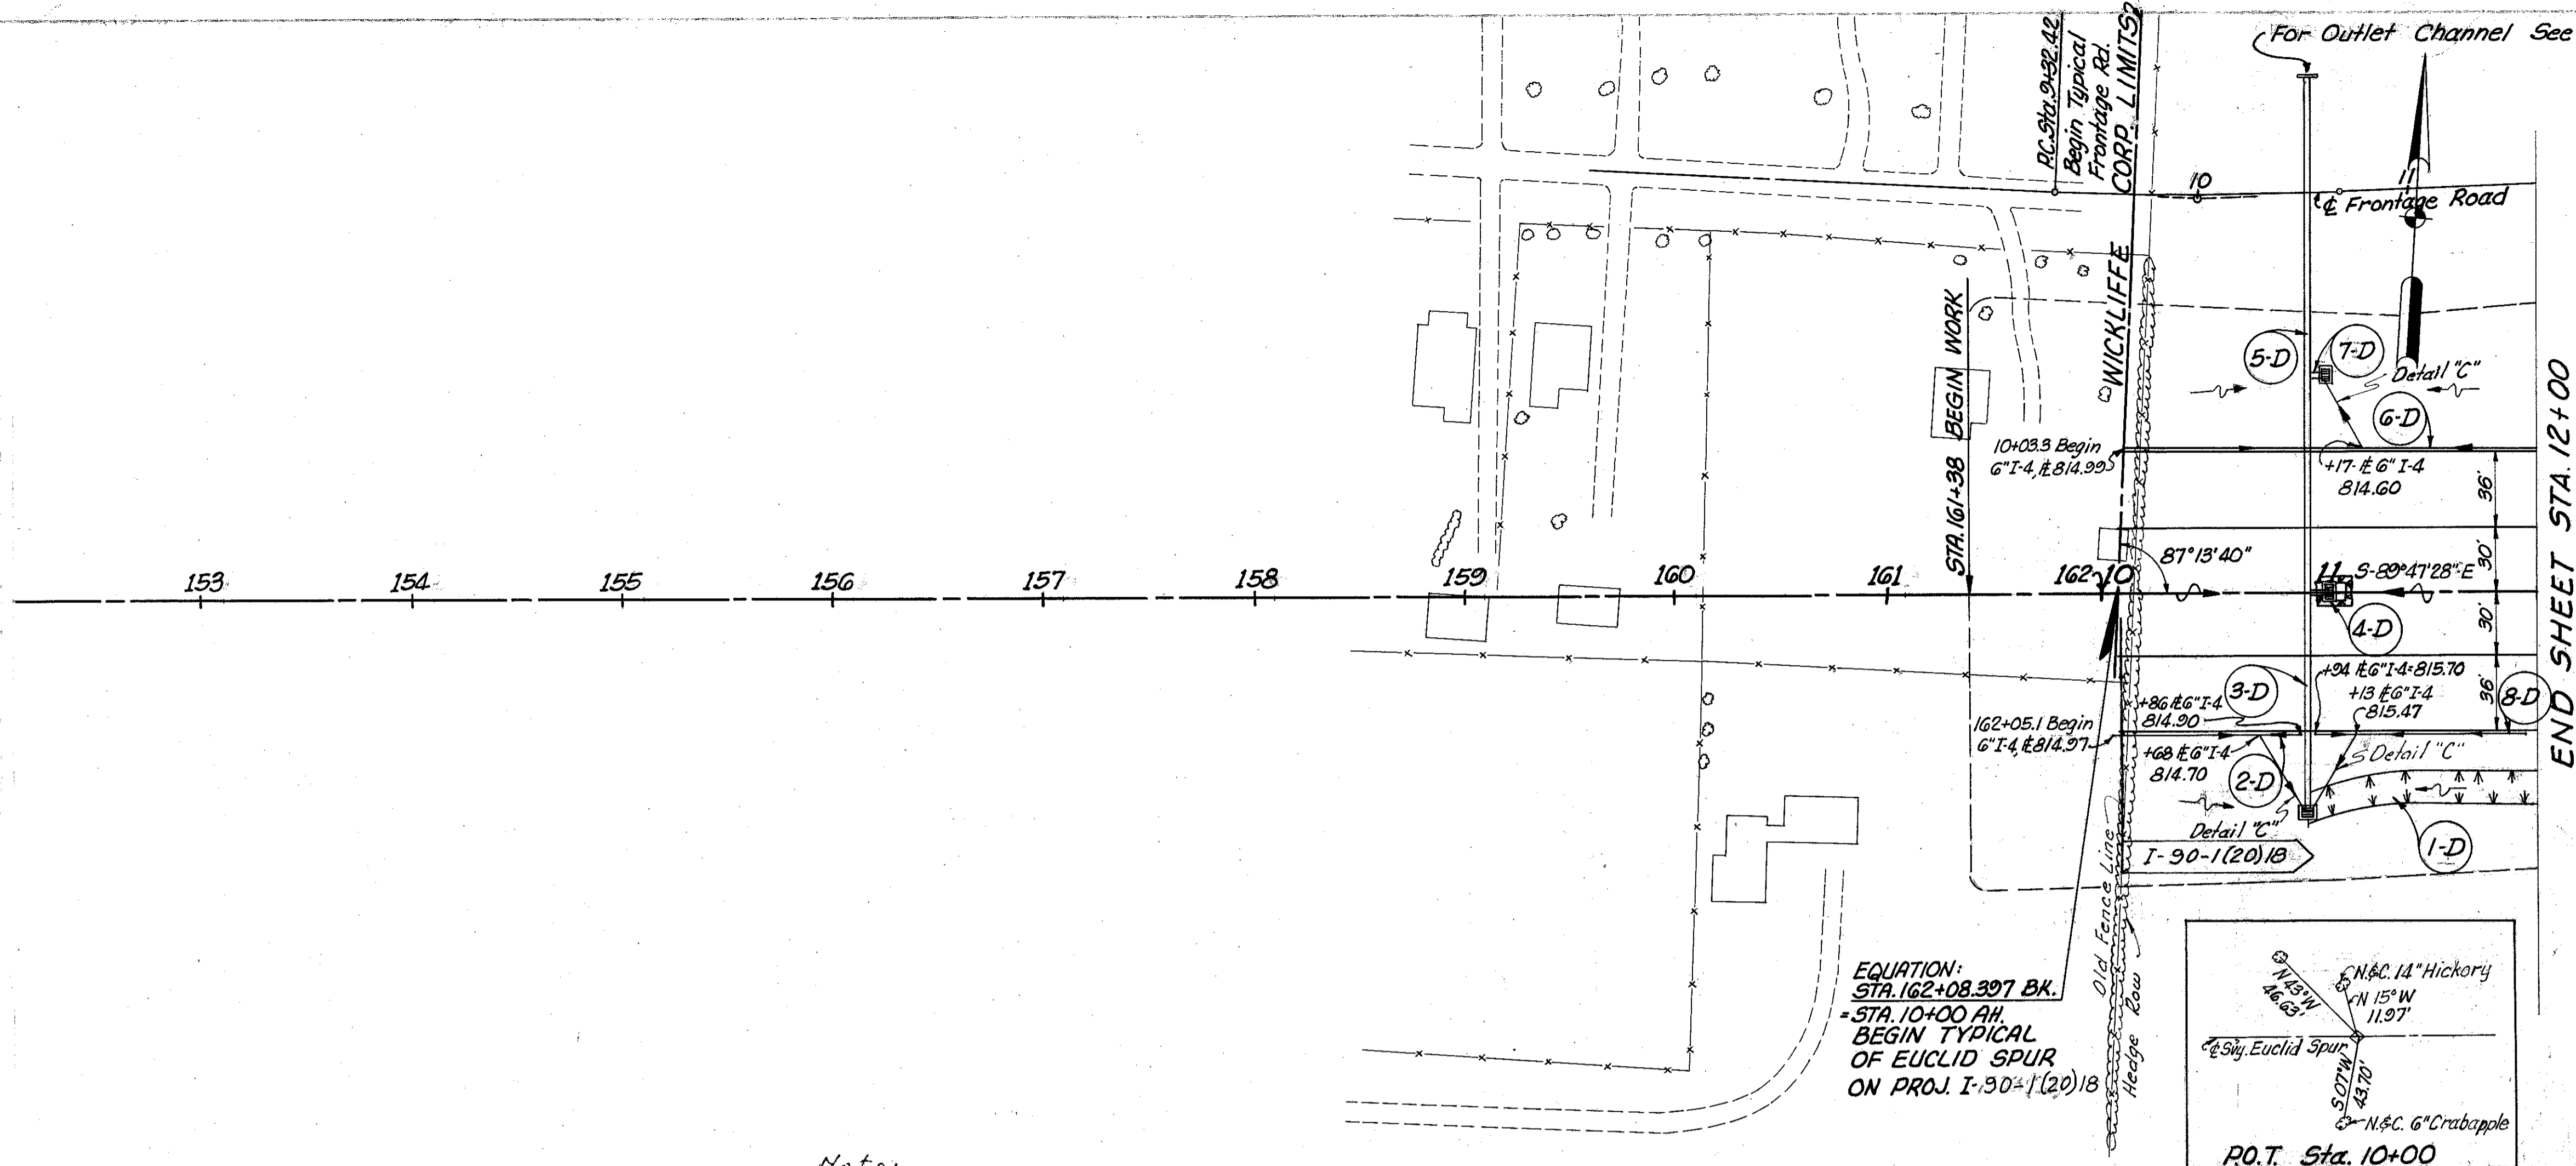 For Outlet Channel See
P.C. Sta. 9+32.42
Begin Typical
Frontage Rd.
CORP. LIMITS
WICKLIFFE
10
11
℄ Frontage Road
5-D
7-D
Detail "C"
6-D
STA. 161+38 BEGIN WORK
10+03.3 Begin
6" I-4, ℄ 814.99
+17- ℄ 6" I-4
814.60
36'
30'
30'
36'
END SHEET STA. 12+00
87°13'40"
153
154
155
156
157
158
159
160
161
162
10
11
S-89°47'28"-E
4-D
+94 ℄ 6" I-4=815.70
+13 ℄ 6" I-4
815.47
3-D
8-D
+86 ℄ 6" I-4
814.90
162+05.1 Begin
6" I-4, ℄ 814.97
+68 ℄ 6" I-4
814.70
Detail "C"
2-D
Detail "C"
I-90-1(20)18
1-D
Old Fence Line
Hedge Row
EQUATION:
STA. 162+08.397 BK.
=STA. 10+00 AH.
BEGIN TYPICAL
OF EUCLID SPUR
ON PROJ. I-90-1(20)18
N.&C. 14" Hickory
N 43° W
46.63'
N 15° W
11.97'
℄ Svy. Euclid Spur
S 07° W
43.70'
N.&C. 6" Crabapple
P.O.T. Sta. 10+00
Note: